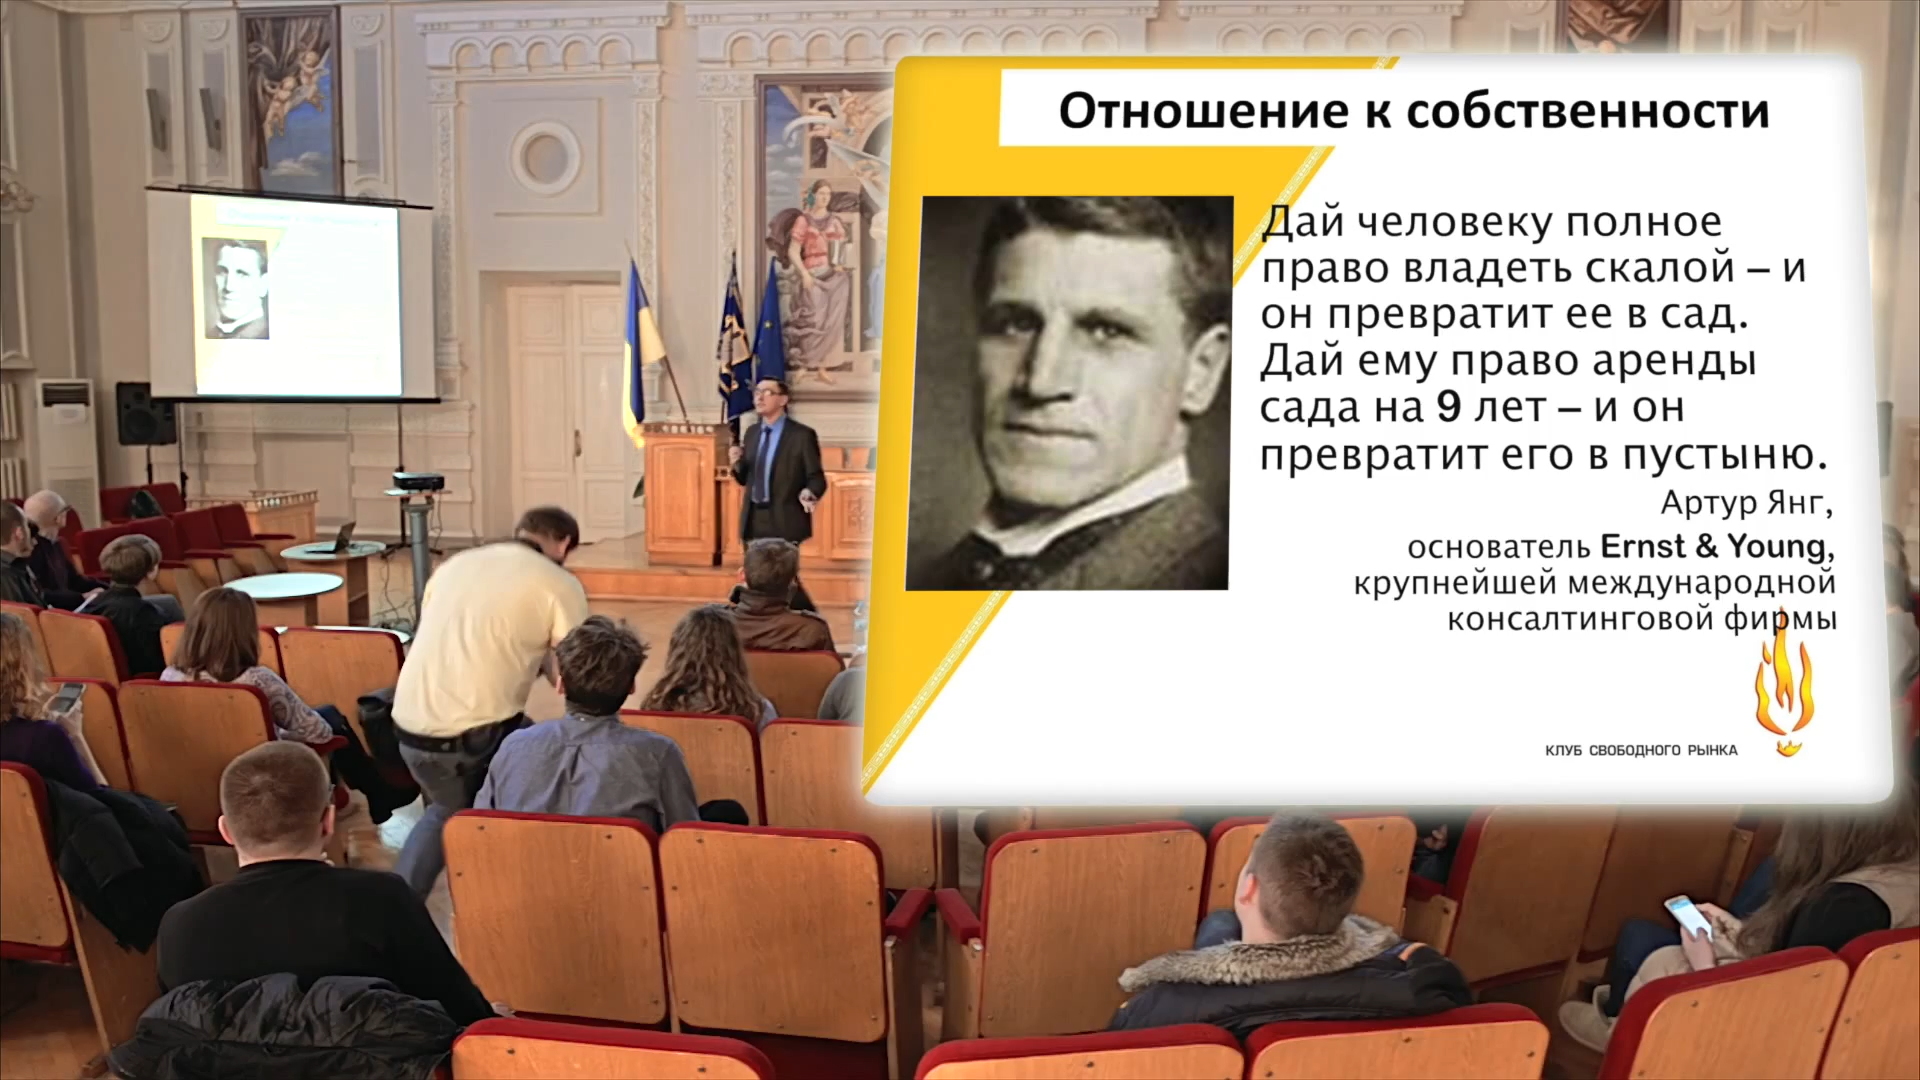 Отношение к собственности
Дай человеку полное
право владеть скалой – и
он превратит ее в сад.
Дай ему право аренды
сада на 9 лет – и он
превратит его в пустыню.
Артур Янг,
основатель Ernst & Young,
крупнейшей международной
консалтинговой фирмы
КЛУБ СВОБОДНОГО РЫНКА